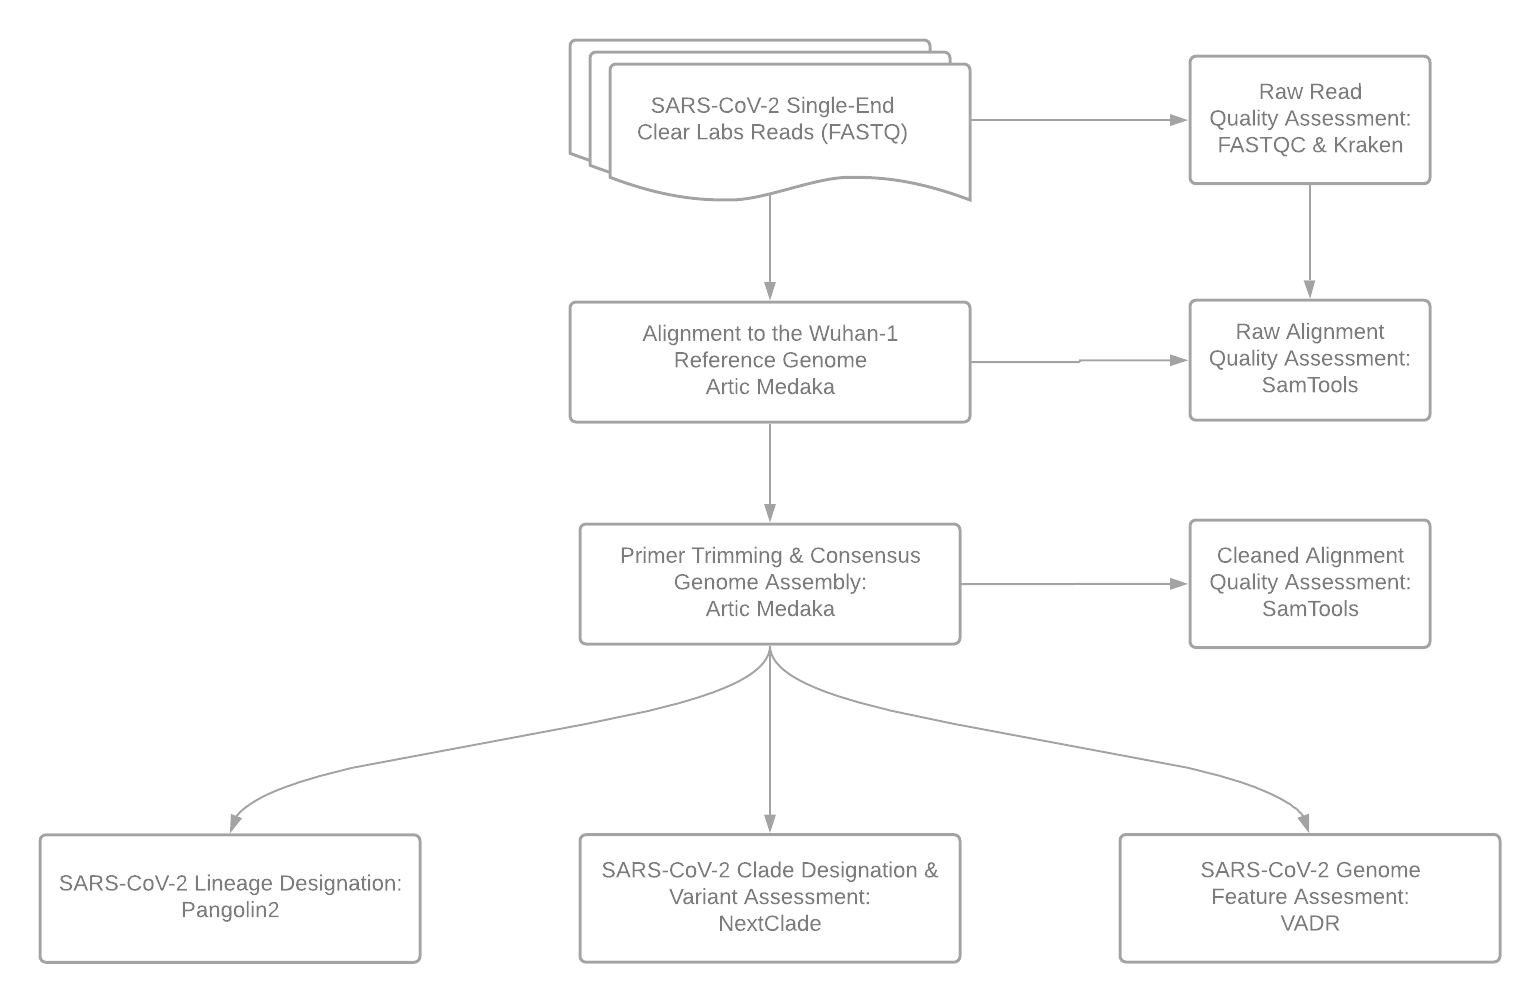 SARS-CoV-2 Single-End
Clear Labs Reads (FASTQ)
Raw Read
Quality Assessment:
FASTQC & Kraken
Alignment to the Wuhan-1
Reference Genome
Artic Medaka
Raw Alignment
Quality Assessment:
SamTools
Primer Trimming & Consensus
Genome Assembly:
Artic Medaka
Cleaned Alignment
Quality Assessment:
SamTools
SARS-CoV-2 Lineage Designation:
Pangolin2
SARS-CoV-2 Clade Designation &
Variant Assessment:
NextClade
SARS-CoV-2 Genome
Feature Assesment:
VADR